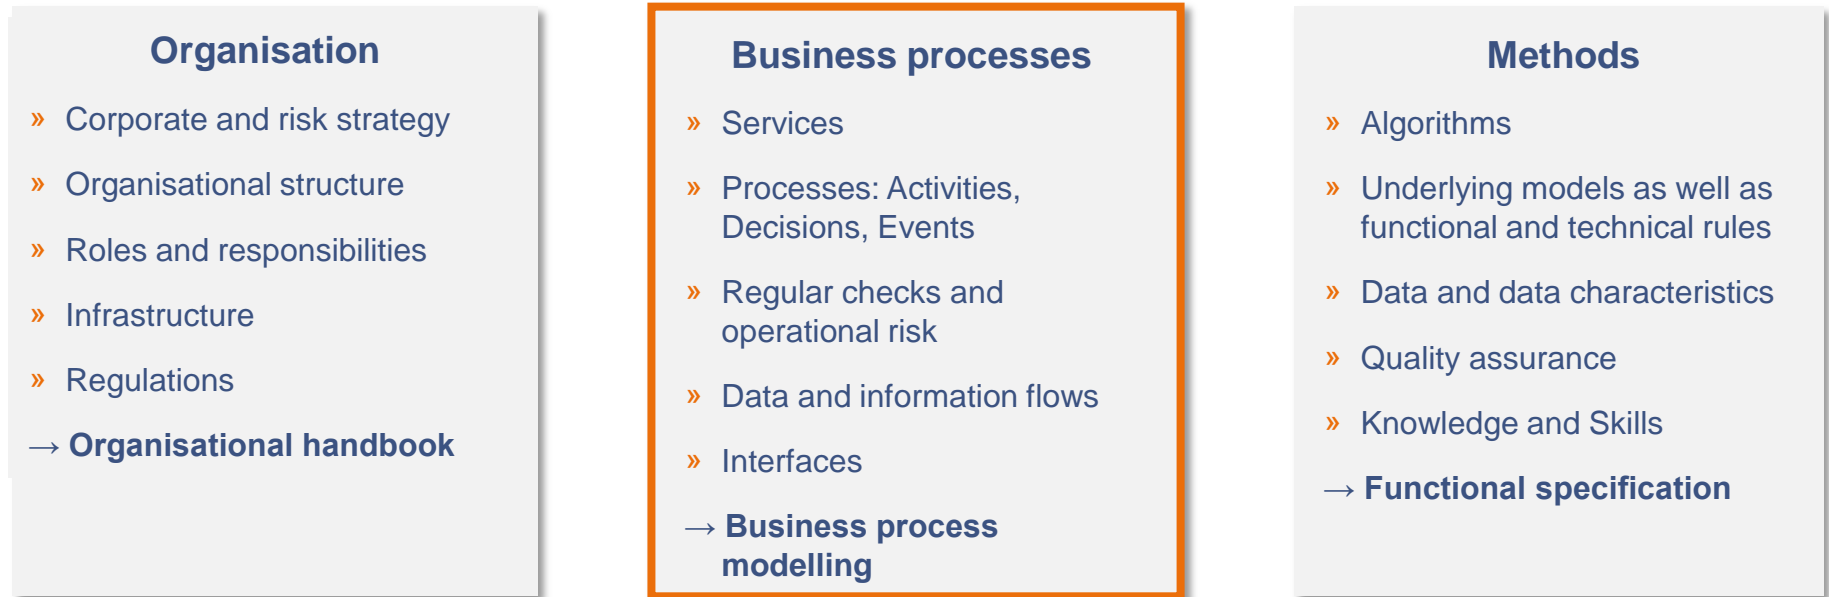 Organisation
» Corporate and risk strategy
» Organisational structure
» Roles and responsibilities
» Infrastructure
» Regulations
→ Organisational handbook
Business processes
» Services
» Processes: Activities,
Decisions, Events
» Regular checks and
operational risk
» Data and information flows
» Interfaces
→ Business process
modelling
Methods
» Algorithms
» Underlying models as well as
functional and technical rules
» Data and data characteristics
» Quality assurance
» Knowledge and Skills
→ Functional specification